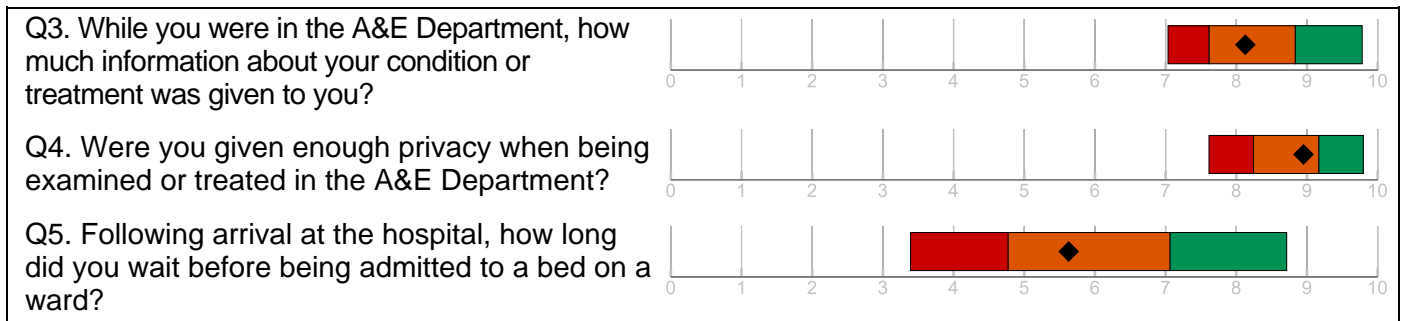 Q3. While you were in the A&E Department, how
much information about your condition or
treatment was given to you?
0 1 2 3 4 5 6 7 8 9 10
Q4. Were you given enough privacy when being
examined or treated in the A&E Department?
0 1 2 3 4 5 6 7 8 9 10
Q5. Following arrival at the hospital, how long
did you wait before being admitted to a bed on a
ward?
0 1 2 3 4 5 6 7 8 9 10